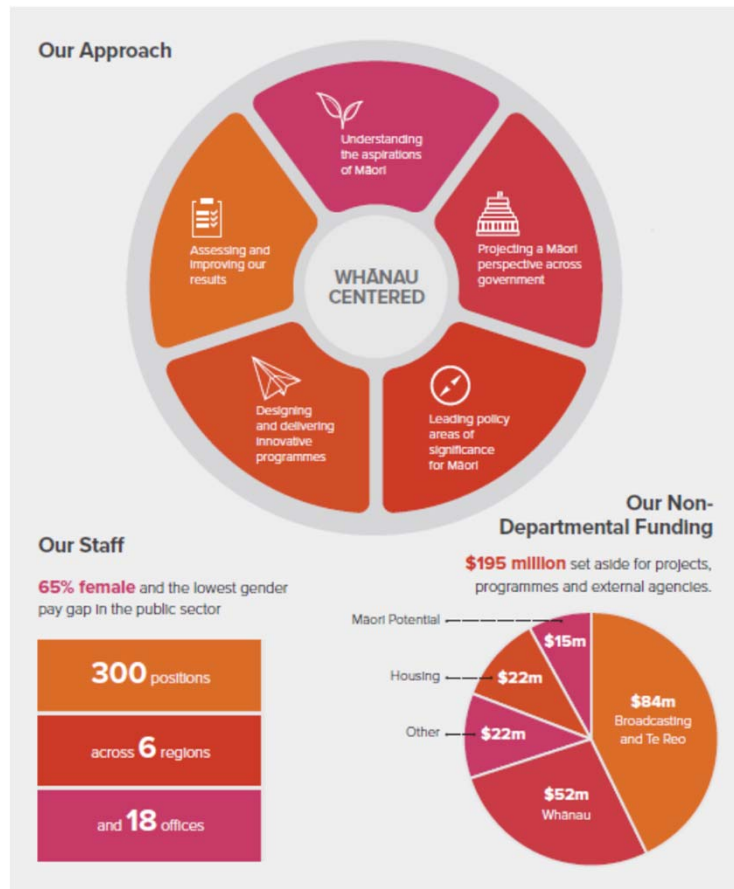 Our Approach
Understanding
the aspirations
of Māori
Projecting a Māori
perspective across
government
Leading policy
areas of
significance
for Māori
Designing
and delivering
innovative
programmes
Assessing and
improving our
results
WHĀNAU
CENTERED
Our Staff
65% female and the lowest gender
pay gap in the public sector
300 positions
across 6 regions
and 18 offices
Our Non-
Departmental Funding
$195 million set aside for projects,
programmes and external agencies.
Māori Potential
$15m
Housing
$22m
Other
$22m
$84m
Broadcasting
and Te Reo
$52m
Whānau